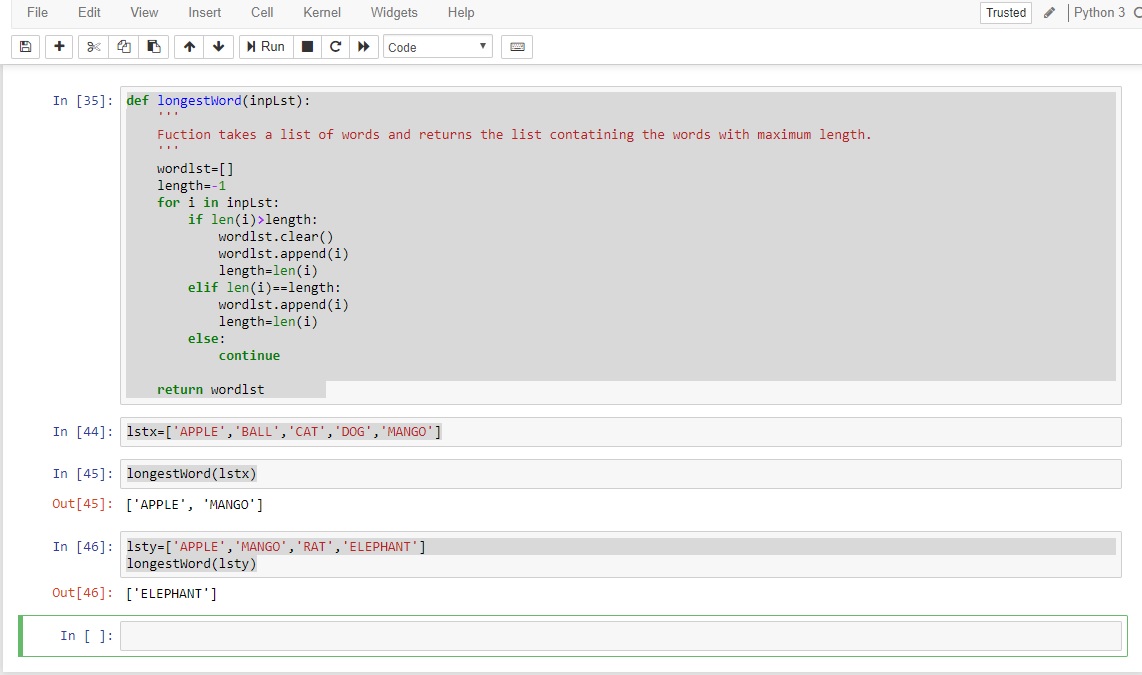 File Edit View Insert Cell Kernel Widgets Help Trusted Python 3
Run Code
In [35]: def longestWord(inpLst):
    '''
    Fuction takes a list of words and returns the list contatining the words with maximum length.
    '''
    wordlst=[]
    length=-1
    for i in inpLst:
        if len(i)>length:
            wordlst.clear()
            wordlst.append(i)
            length=len(i)
        elif len(i)==length:
            wordlst.append(i)
            length=len(i)
        else:
            continue
    return wordlst
In [44]: lstx=['APPLE','BALL','CAT','DOG','MANGO']
In [45]: longestWord(lstx)
Out[45]: ['APPLE', 'MANGO']
In [46]: lsty=['APPLE','MANGO','RAT','ELEPHANT']
longestWord(lsty)
Out[46]: ['ELEPHANT']
In [ ]: